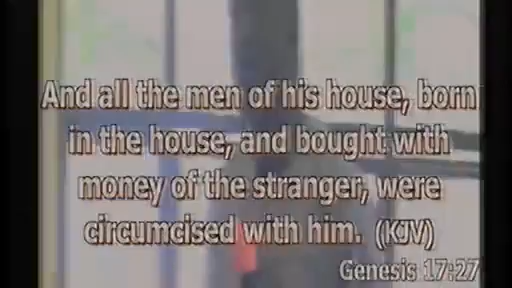 And all the men of his house, born
in the house, and bought with
money of the stranger, were
circumcised with him. (KJV)
Genesis 17:27